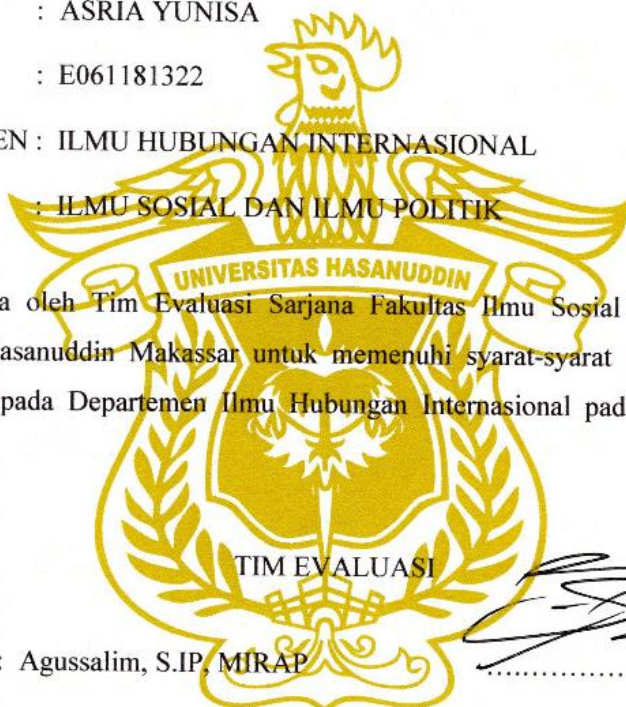 : ASRIA YUNISA
: E061181322
EN : ILMU HUBUNGAN INTERNASIONAL
: ILMU SOSIAL DAN ILMU POLITIK
UNIVERSITAS HASANUDDIN
a oleh Tim Evaluasi Sarjana Fakultas Ilmu Sosial
asanuddin Makassar untuk memenuhi syarat-syarat
pada Departemen Ilmu Hubungan Internasional pad
TIM EVALUASI
: Agussalim, S.IP, MIRAP